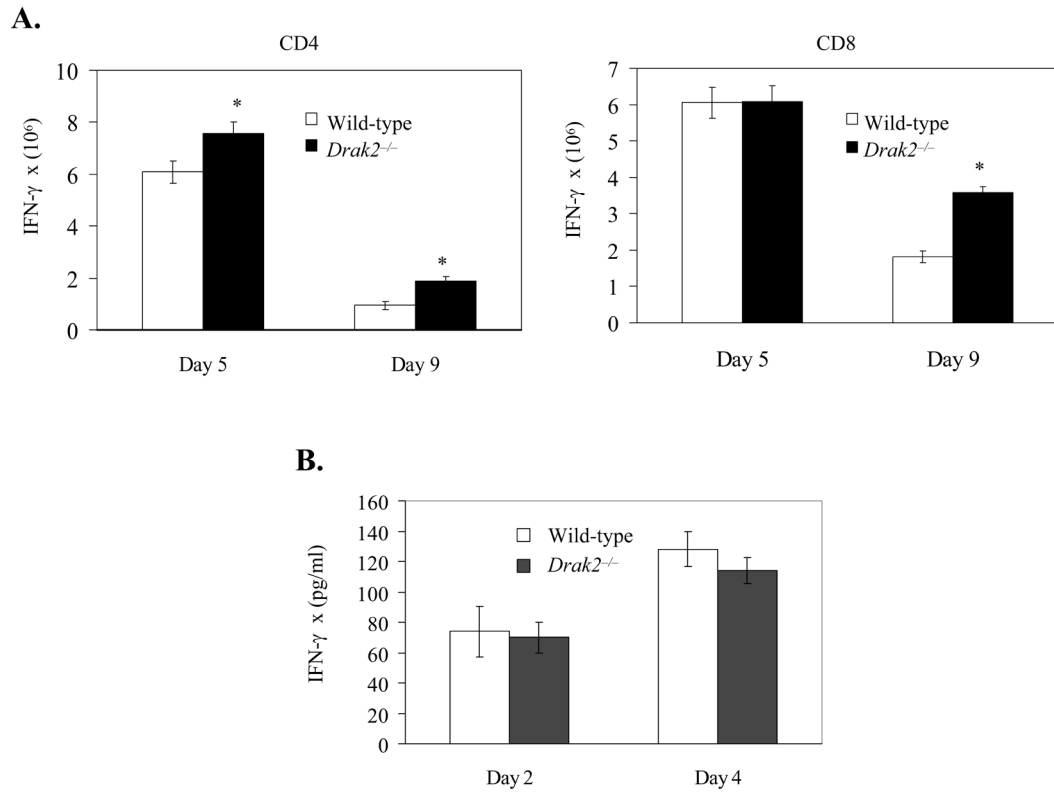 A.
CD4
10
8
6
4
2
0
IFN-γ x (10⁶)
*
*
Wild-type
Drak2⁻/⁻
Day 5
Day 9
CD8
7
6
5
4
3
2
1
0
IFN-γ x (10⁶)
*
Wild-type
Drak2⁻/⁻
Day 5
Day 9
B.
160
140
120
100
80
60
40
20
0
IFN-γ x (pg/ml)
Wild-type
Drak2⁻/⁻
Day 2
Day 4